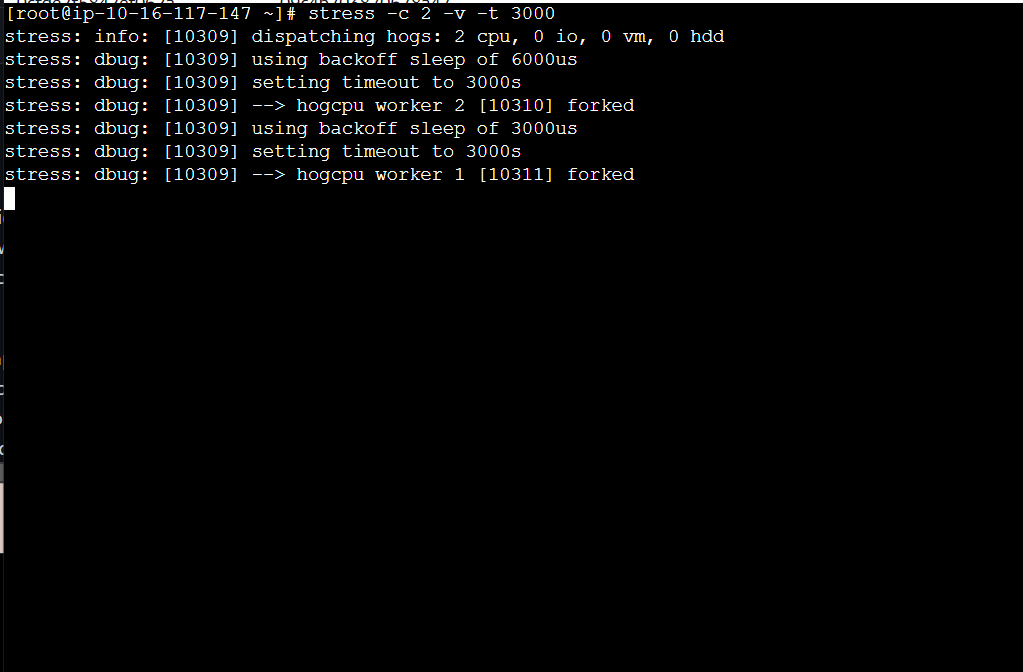 [root@ip-10-16-117-147 ~]# stress -c 2 -v -t 3000
stress: info: [10309] dispatching hogs: 2 cpu, 0 io, 0 vm, 0 hdd
stress: dbug: [10309] using backoff sleep of 6000us
stress: dbug: [10309] setting timeout to 3000s
stress: dbug: [10309] --> hogcpu worker 2 [10310] forked
stress: dbug: [10309] using backoff sleep of 3000us
stress: dbug: [10309] setting timeout to 3000s
stress: dbug: [10309] --> hogcpu worker 1 [10311] forked